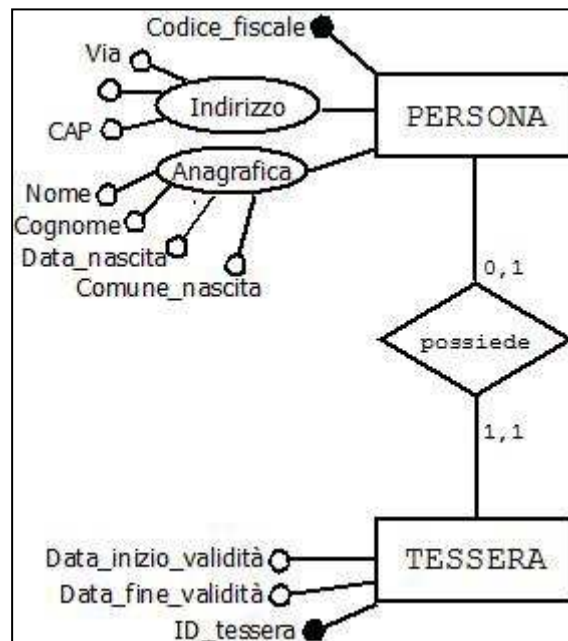 Codice_fiscale
Via
Indirizzo
CAP
PERSONA
Anagrafica
Nome
Cognome
Data_nascita
Comune_nascita
0,1
possiede
1,1
Data_inizio_validità
TESSERA
Data_fine_validità
ID_tessera